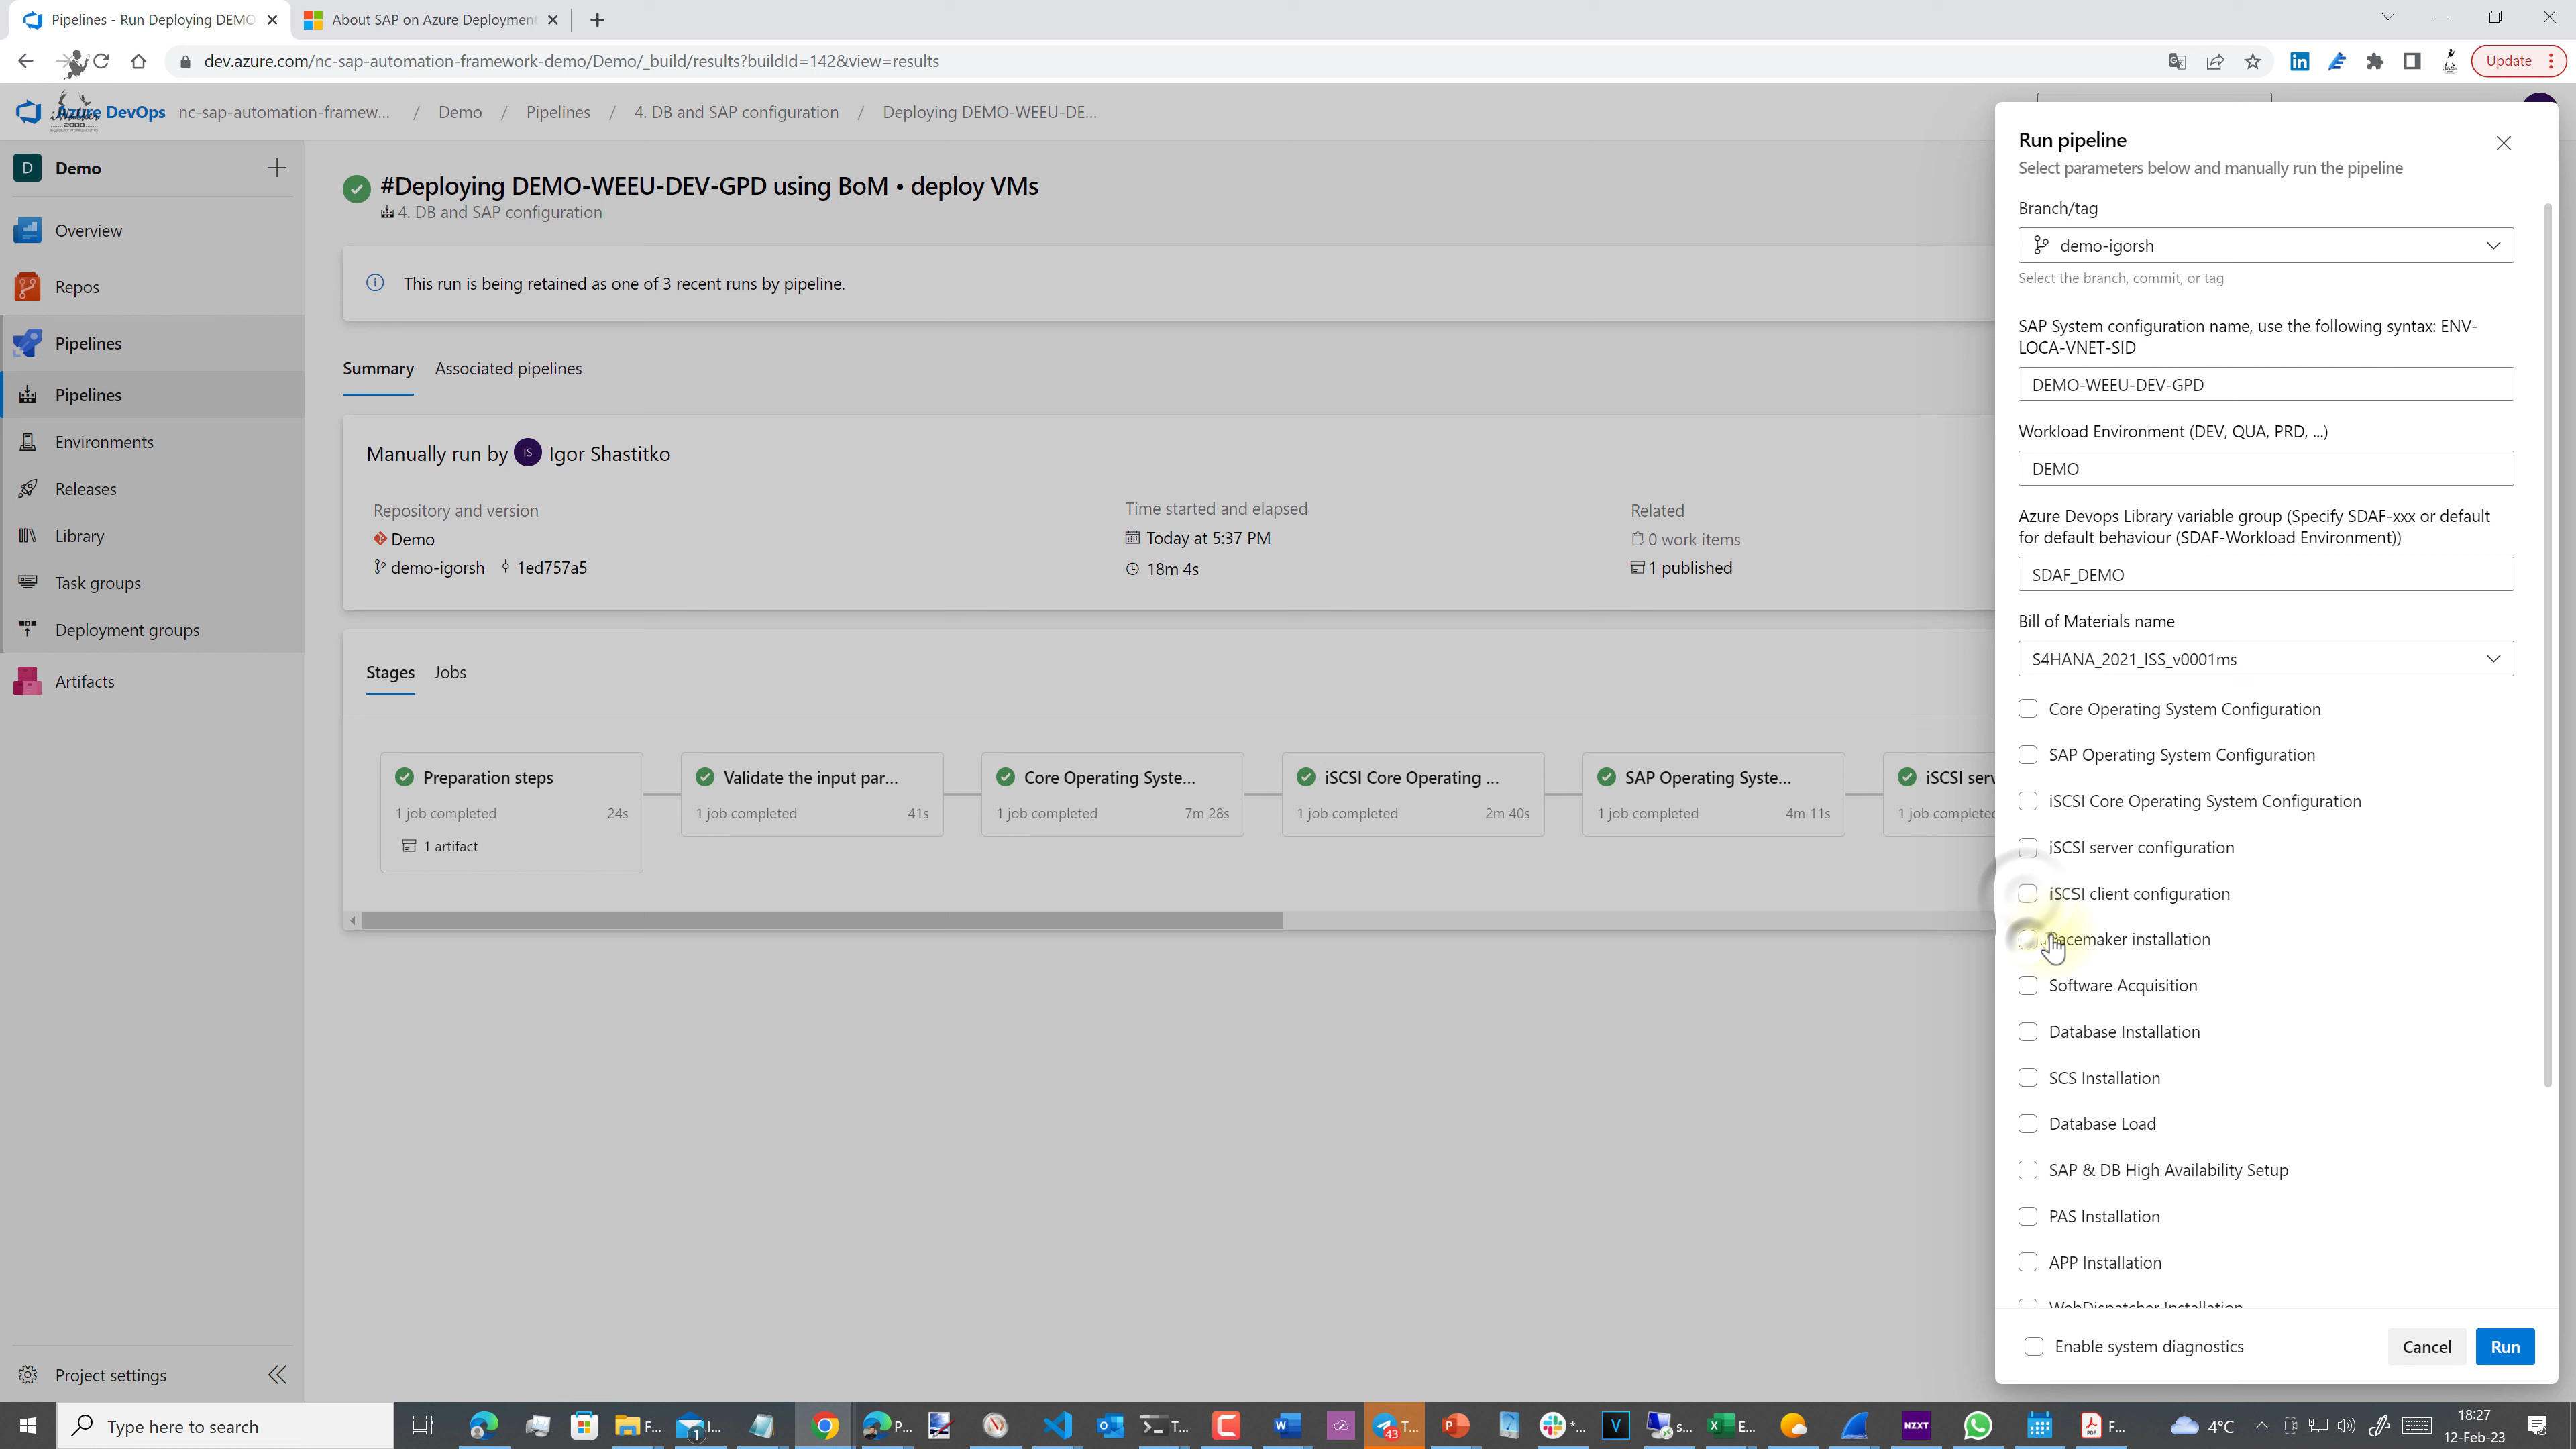 Pipelines - Run Deploying DEMO
About SAP on Azure Deployment
dev.azure.com/nc-sap-automation-framework-demo/Demo/_build/results?buildId=142&view=results
Update
Azure DevOps
nc-sap-automation-framew... / Demo / Pipelines / 4. DB and SAP configuration / Deploying DEMO-WEEU-DE...
2000
D Demo
Overview
Repos
Pipelines
Pipelines
Environments
Releases
Library
Task groups
Deployment groups
Artifacts
Project settings
#Deploying DEMO-WEEU-DEV-GPD using BoM • deploy VMs
4. DB and SAP configuration
This run is being retained as one of 3 recent runs by pipeline.
Summary Associated pipelines
Manually run by IS Igor Shastitko
Repository and version
Demo
demo-igorsh 1ed757a5
Time started and elapsed
Today at 5:37 PM
18m 4s
Related
0 work items
1 published
Stages Jobs
Preparation steps
1 job completed 24s
1 artifact
Validate the input par...
1 job completed 41s
Core Operating Syste...
1 job completed 7m 28s
iSCSI Core Operating ...
1 job completed 2m 40s
SAP Operating Syste...
1 job completed 4m 11s
iSCSI serv
1 job complete
Run pipeline
Select parameters below and manually run the pipeline
Branch/tag
demo-igorsh
Select the branch, commit, or tag
SAP System configuration name, use the following syntax: ENV-
LOCA-VNET-SID
DEMO-WEEU-DEV-GPD
Workload Environment (DEV, QUA, PRD, ...)
DEMO
Azure Devops Library variable group (Specify SDAF-xxx or default
for default behaviour (SDAF-Workload Environment))
SDAF_DEMO
Bill of Materials name
S4HANA_2021_ISS_v0001ms
Core Operating System Configuration
SAP Operating System Configuration
iSCSI Core Operating System Configuration
iSCSI server configuration
iSCSI client configuration
Pacemaker installation
Software Acquisition
Database Installation
SCS Installation
Database Load
SAP & DB High Availability Setup
PAS Installation
APP Installation
WebDispatcher Installation
Enable system diagnostics
Cancel Run
Type here to search
F...
1 I...
P...
T...
43 T...
*...
V
s...
E...
NZXT
F...
4°C
18:27
12-Feb-23